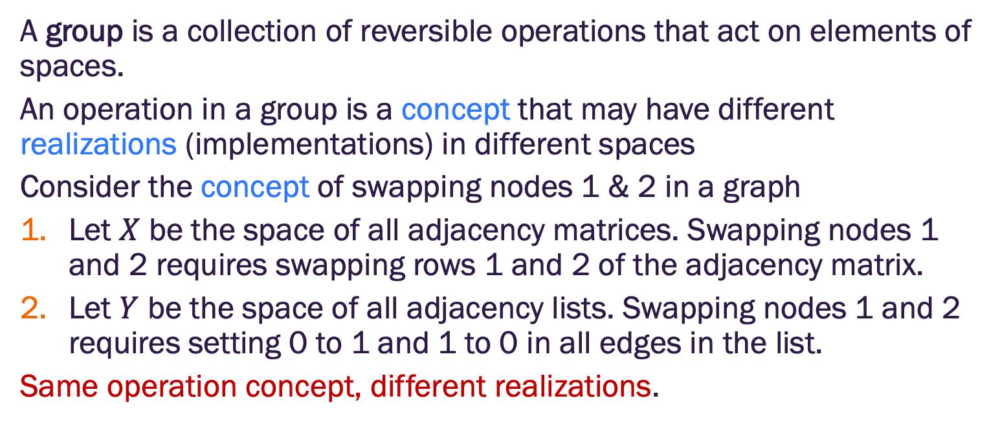 A group is a collection of reversible operations that act on elements of
spaces.
An operation in a group is a concept that may have different
realizations (implementations) in different spaces
Consider the concept of swapping nodes 1 & 2 in a graph
1. Let X be the space of all adjacency matrices. Swapping nodes 1
and 2 requires swapping rows 1 and 2 of the adjacency matrix.
2. Let Y be the space of all adjacency lists. Swapping nodes 1 and 2
requires setting 0 to 1 and 1 to 0 in all edges in the list.
Same operation concept, different realizations.